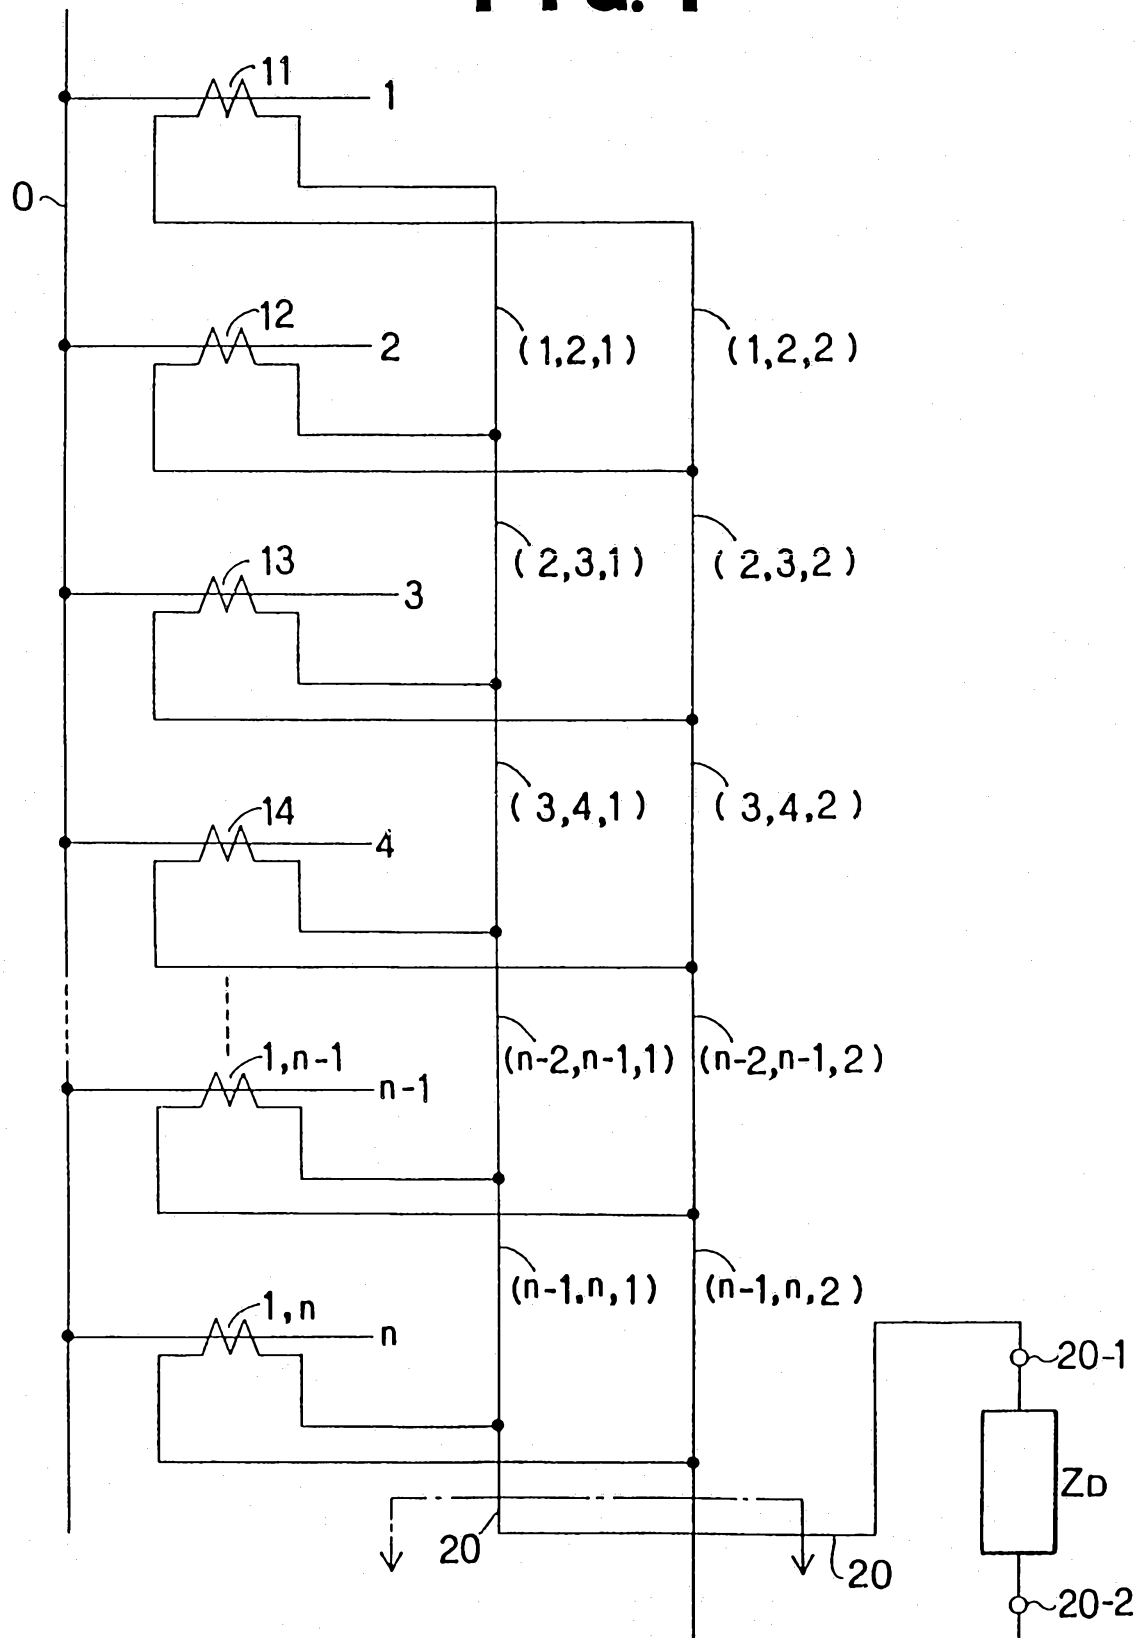 FIG. 1
11
1
0
12
2
(1,2,1)
(1,2,2)
13
3
(2,3,1)
(2,3,2)
14
4
(3,4,1)
(3,4,2)
1,n-1
n-1
(n-2,n-1,1)
(n-2,n-1,2)
1,n
n
(n-1,n,1)
(n-1,n,2)
20-1
ZD
20
20
20-2